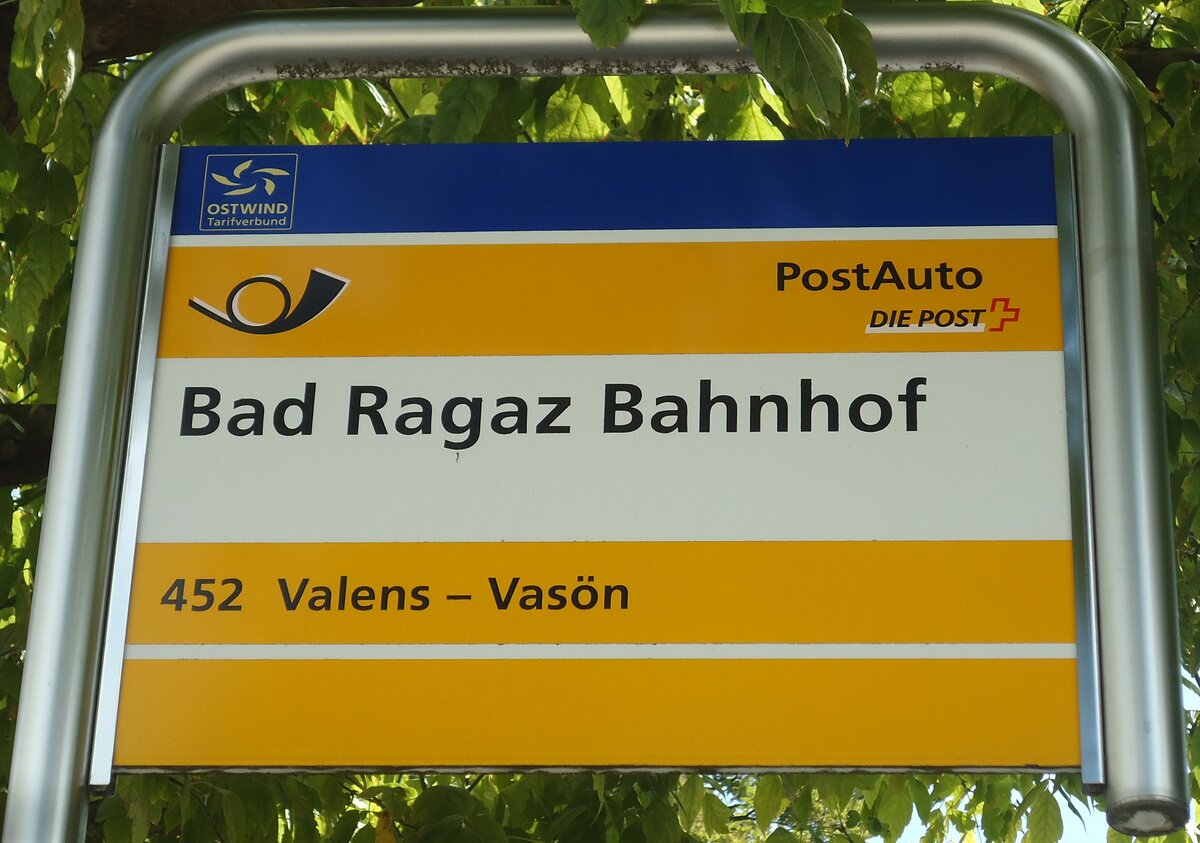 OSTWIND
Tarifverbund
PostAuto
DIE POST
Bad Ragaz Bahnhof
452 Valens – Vasön